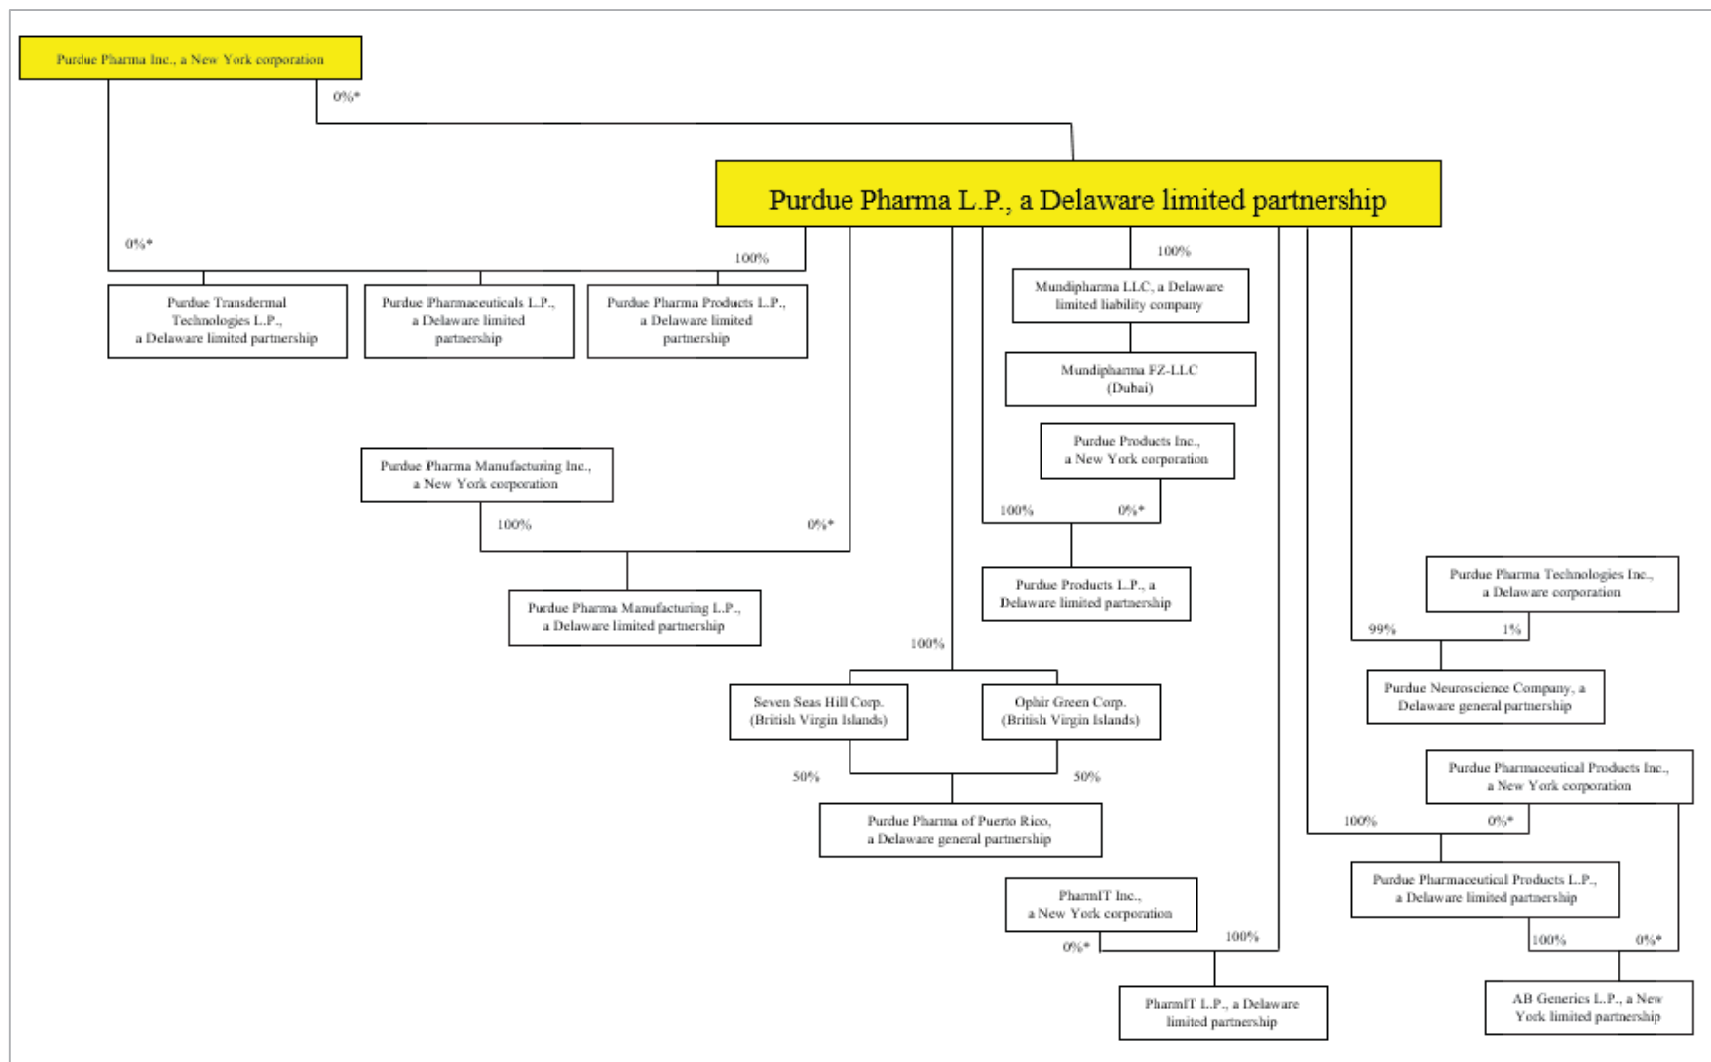 Purdue Pharma Inc., a New York corporation
0%*
Purdue Pharma L.P., a Delaware limited partnership
0%*
100%
100%
Purdue Transdermal
Technologies L.P.,
a Delaware limited partnership
Purdue Pharmaceuticals L.P.,
a Delaware limited
partnership
Purdue Pharma Products L.P.,
a Delaware limited
partnership
Mundipharma LLC, a Delaware
limited liability company
Mundipharma FZ-LLC
(Dubai)
Purdue Products Inc.,
a New York corporation
Purdue Pharma Manufacturing Inc.,
a New York corporation
100%
0%*
100%
0%*
Purdue Products L.P., a
Delaware limited partnership
Purdue Pharma Technologies Inc.,
a Delaware corporation
Purdue Pharma Manufacturing L.P.,
a Delaware limited partnership
99%
1%
100%
Seven Seas Hill Corp.
(British Virgin Islands)
Ophir Green Corp.
(British Virgin Islands)
Purdue Neuroscience Company, a
Delaware general partnership
50%
50%
Purdue Pharmaceutical Products Inc.,
a New York corporation
Purdue Pharma of Puerto Rico,
a Delaware general partnership
100%
0%*
Purdue Pharmaceutical Products L.P.,
a Delaware limited partnership
PharmIT Inc.,
a New York corporation
0%*
100%
100%
0%*
PharmIT L.P., a Delaware
limited partnership
AB Generics L.P., a New
York limited partnership